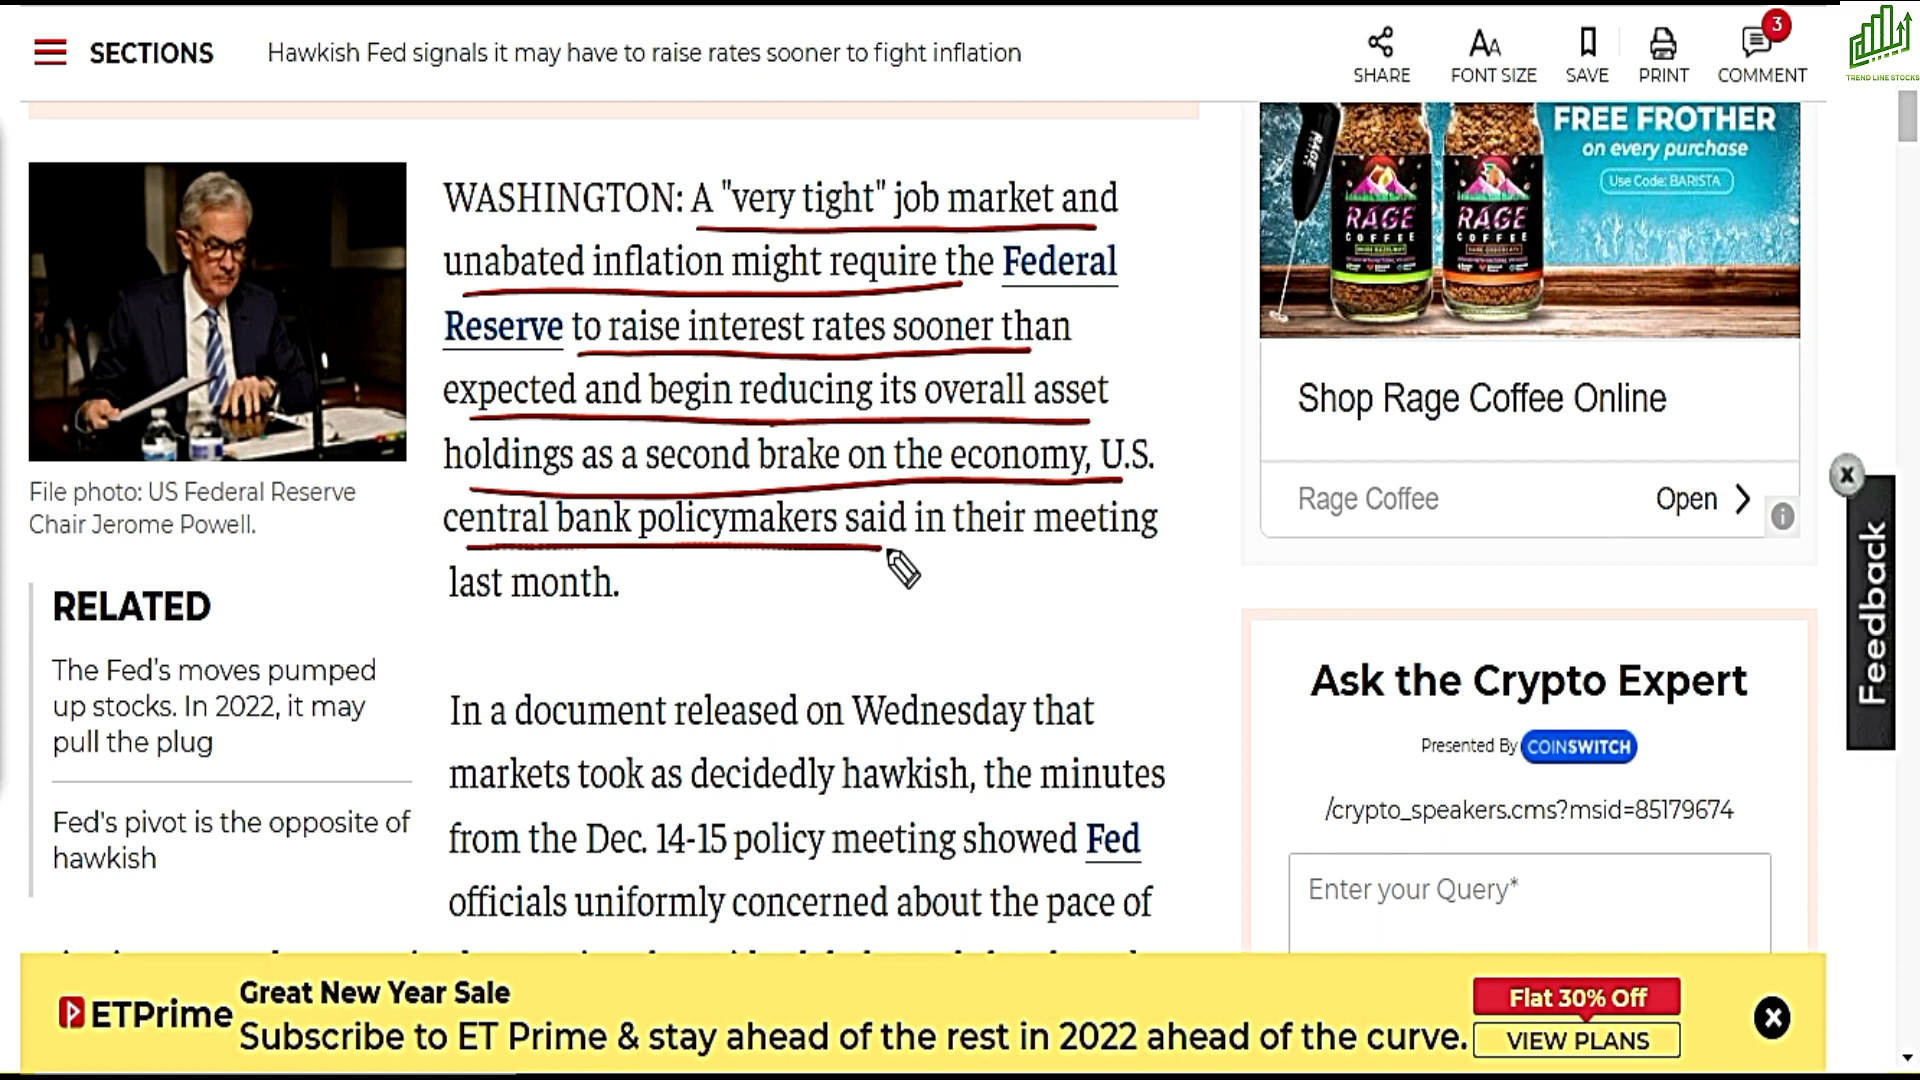 SECTIONS
Hawkish Fed signals it may have to raise rates sooner to fight inflation
SHARE
FONT SIZE
SAVE
PRINT
3
COMMENT
TREND LINE STOCKS
File photo: US Federal Reserve
Chair Jerome Powell.
RELATED
The Fed's moves pumped
up stocks. In 2022, it may
pull the plug
Fed's pivot is the opposite of
hawkish
WASHINGTON: A "very tight" job market and
unabated inflation might require the Federal
Reserve to raise interest rates sooner than
expected and begin reducing its overall asset
holdings as a second brake on the economy, U.S.
central bank policymakers said in their meeting
last month.
In a document released on Wednesday that
markets took as decidedly hawkish, the minutes
from the Dec. 14-15 policy meeting showed Fed
officials uniformly concerned about the pace of
FREE FROTHER
on every purchase
Use Code: BARISTA
RAGE
RAGE
COFFEE
RAGE
COFFEE
Shop Rage Coffee Online
Rage Coffee
Open
Feedback
Ask the Crypto Expert
Presented By COINSWITCH
/crypto_speakers.cms?msid=85179674
Enter your Query*
ETPrime
Great New Year Sale
Subscribe to ET Prime & stay ahead of the rest in 2022 ahead of the curve.
Flat 30% Off
VIEW PLANS